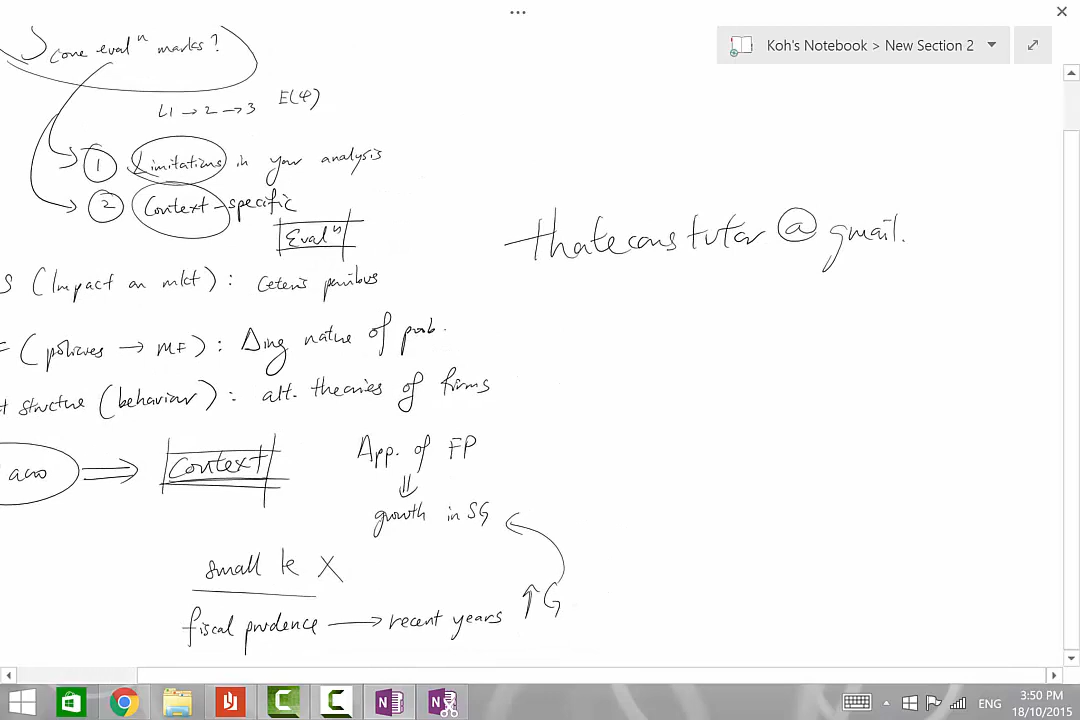 Koh's Notebook > New Section 2
Score evalⁿ marks?
L1 → 2 → 3 E(4)
① Limitations in your analysis
② Context-specific
Evalⁿ
thateconstutor@gmail.
S (Impact on mkt) : Ceteris paribus
(policies → MF) : Δing nature of prob.
structure (behavior) : alt. theories of firms
⇒ Context
App. of FP
⇓
growth in SG
small k X
fiscal prudence → recent years ↑G
ENG
3:50 PM
18/10/2015